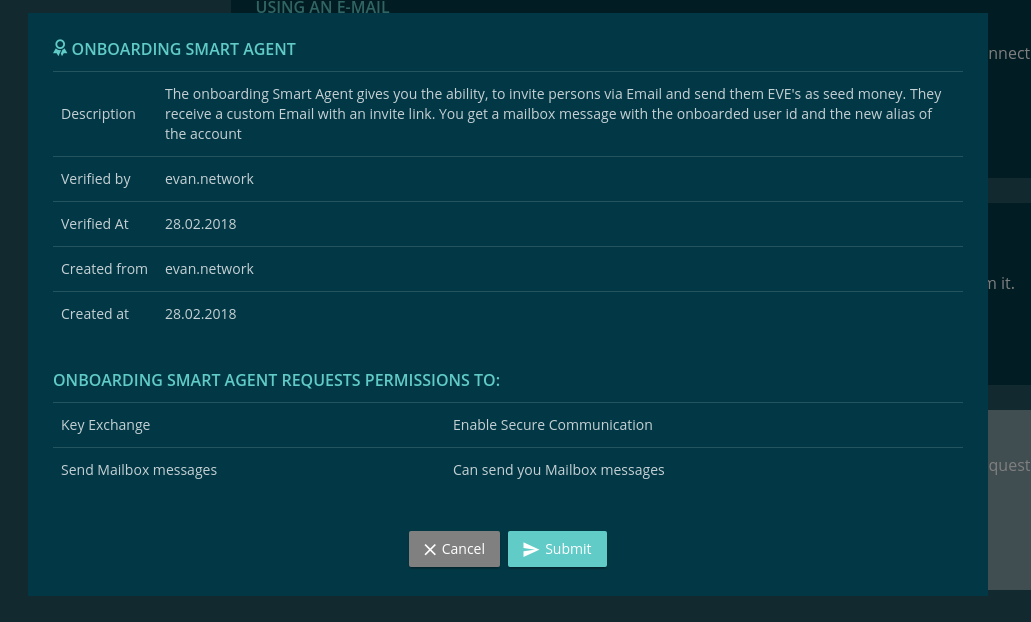 USING AN E-MAIL
ONBOARDING SMART AGENT
nnect
Description
The onboarding Smart Agent gives you the ability, to invite persons via Email and send them EVE's as seed money. They
receive a custom Email with an invite link. You get a mailbox message with the onboarded user id and the new alias of
the account
Verified by evan.network
Verified At 28.02.2018
Created from evan.network
m it.
Created at 28.02.2018
ONBOARDING SMART AGENT REQUESTS PERMISSIONS TO:
Key Exchange Enable Secure Communication
Send Mailbox messages Can send you Mailbox messages
quest
Cancel Submit